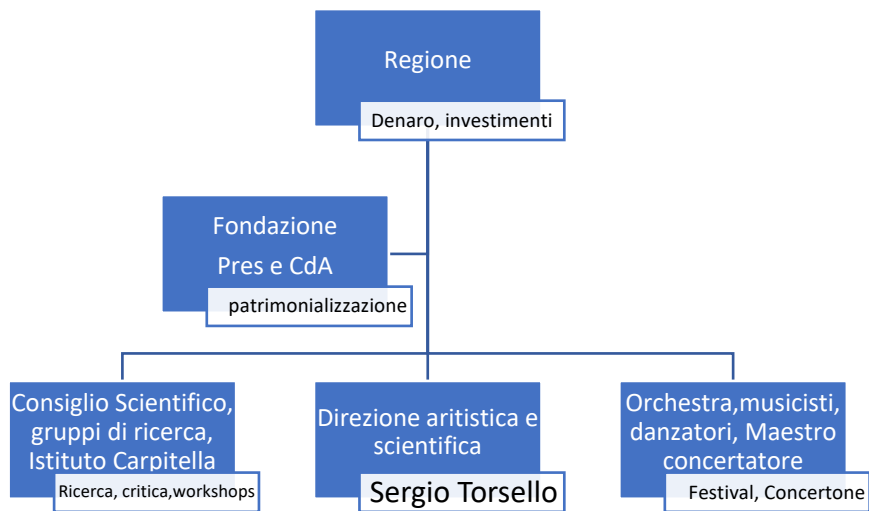 Regione
Denaro, investimenti
Fondazione
Pres e CdA
patrimonializzazione
Consiglio Scientifico,
gruppi di ricerca,
Istituto Carpitella
Ricerca, critica,workshops
Direzione aritistica e
scientifica
Sergio Torsello
Orchestra,musicisti,
danzatori, Maestro
concertatore
Festival, Concertone